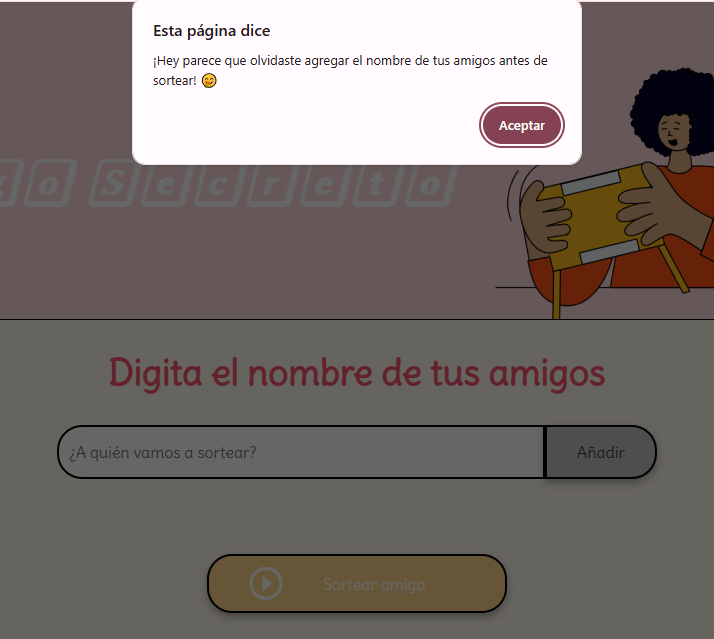 Esta página dice
¡Hey parece que olvidaste agregar el nombre de tus amigos antes de
sortear! 😊
Aceptar
go Secreto
Digita el nombre de tus amigos
¿A quién vamos a sortear?
Añadir
Sortear amigo